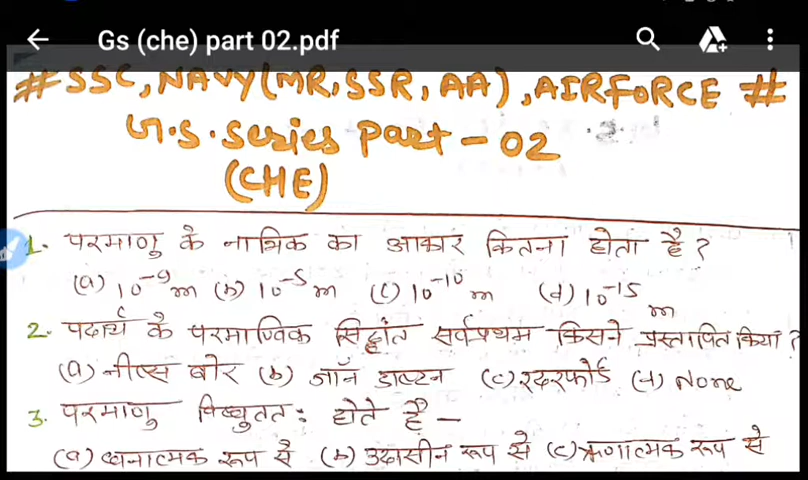 Gs (che) part 02.pdf
#SSC, NAVY(MR,SSR,AA),AIRFORCE #
G.S. Series Part-02
(CHE)
1. परमाणु के नाभिक का आकार कितना होता है?
(a) 10⁻⁹ m (b) 10⁻⁵ m (c) 10⁻¹⁰ m (d) 10⁻¹⁵ m
2. पदार्थ के परमाण्विक सिद्धांत सर्वप्रथम किसने प्रस्तापित किया?
(a) नील्स बोर (b) जॉन डाल्टन (c) रदरफोर्ड (d) None
3. परमाणु विद्युततः होते है -
(a) धनात्मक रूप से (b) उदासीन रूप से (c) ऋणात्मक रूप से